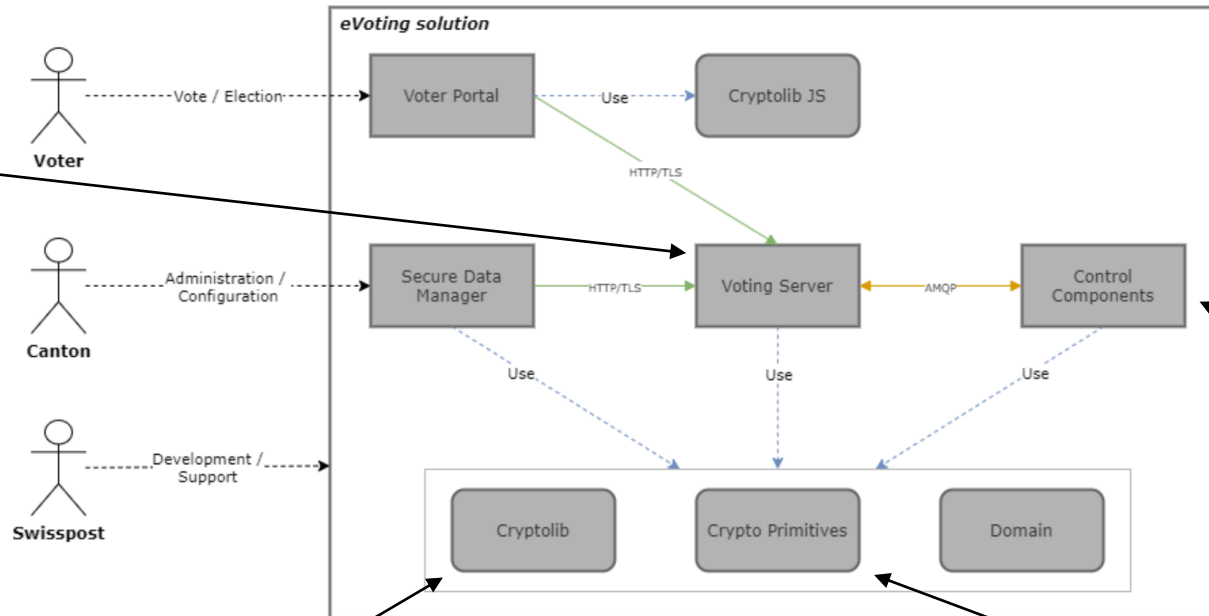 eVoting solution
Vote / Election
Voter Portal
Use
Cryptolib JS
Voter
HTTP/TLS
Administration /
Configuration
Secure Data
Manager
HTTP/TLS
Voting Server
AMQP
Control
Components
Canton
Use
Use
Use
Development /
Support
Swisspost
Cryptolib
Crypto Primitives
Domain